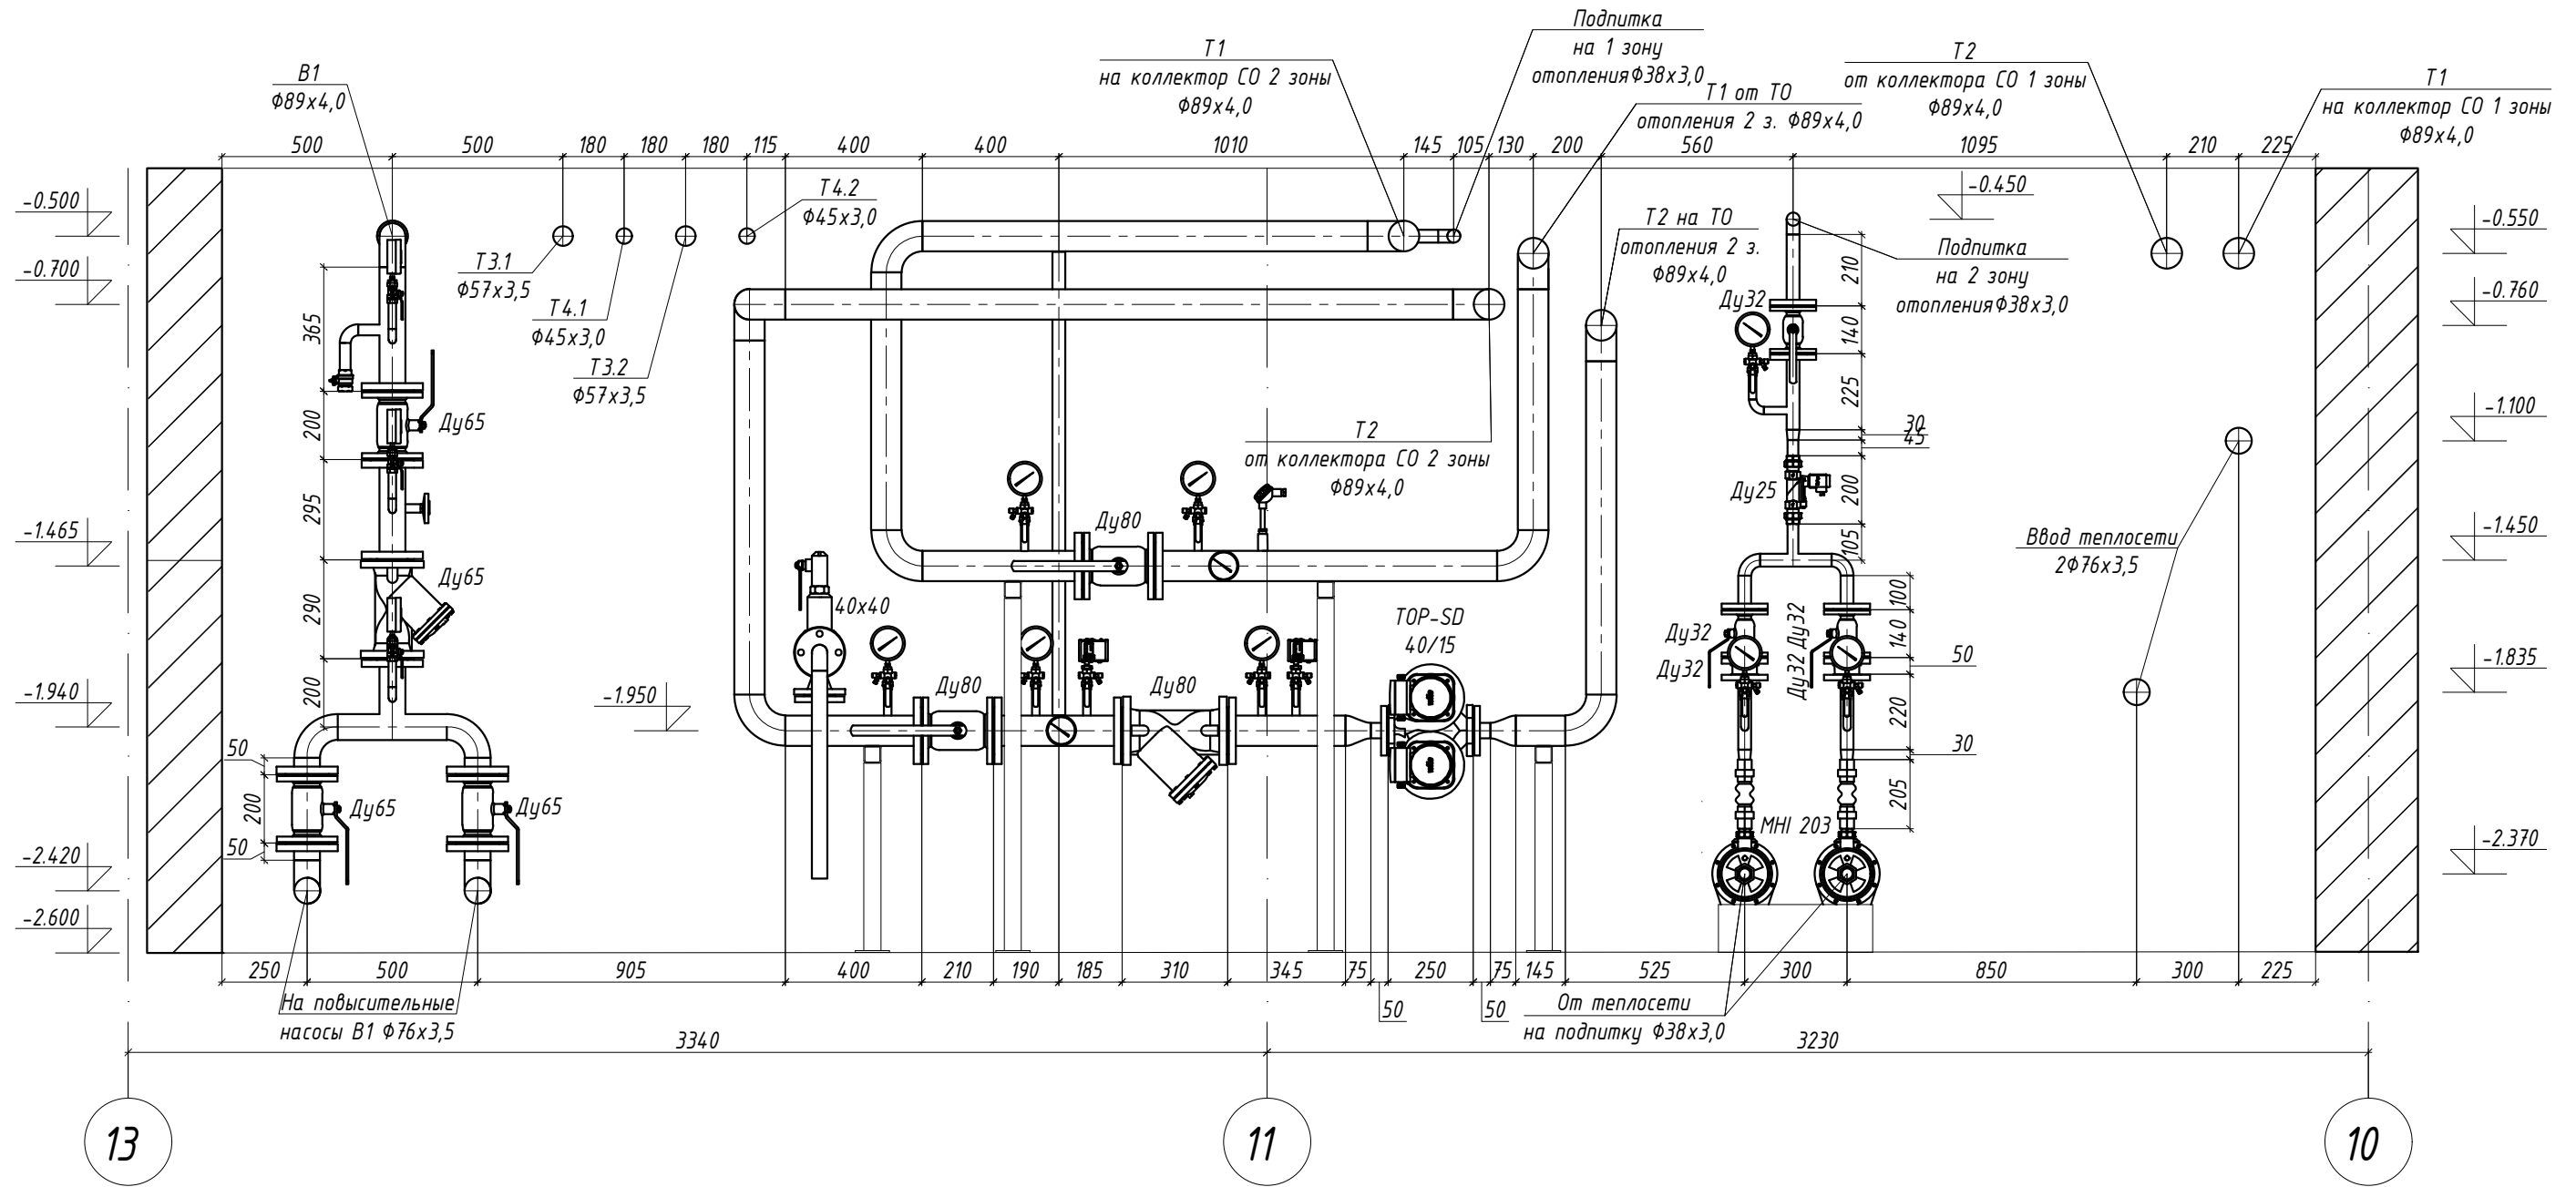 В1
Ф89х4,0
Т1
на коллектор СО 2 зоны
Ф89х4,0
Подпитка
на 1 зону
отопленияФ38х3,0
Т1 от ТО
отопления 2 з. Ф89х4,0
Т2
от коллектора СО 1 зоны
Ф89х4,0
Т1
на коллектор СО 1 зоны
Ф89х4,0
500 500 180 180 180 115 400 400 1010 145 105 130 200 560 1095 210 225
-0.500
-0.700
-1.465
-1.940
-2.420
-2.600
Т3.1
Ф57х3,5
Т4.1
Ф45х3,0
Т3.2
Ф57х3,5
Т4.2
Ф45х3,0
Т2 на ТО
отопления 2 з.
Ф89х4,0
-0.450
Подпитка
на 2 зону
отопленияФ38х3,0
-0.550
-0.760
-1.100
-1.450
-1.835
-2.370
365
200
295
290
200
50
200
50
Ду65
Ду65
Ду65
Ду65
-1.950
40х40
Ду80
Ду80
Ду80
Т2
от коллектора СО 2 зоны
Ф89х4,0
TOP-SD
40/15
Ду32
210
140
225
30
45
200
105
Ду25
100
140
50
220
30
205
Ду32
Ду32
Ду32
Ду32
MHI 203
Ввод теплосети
2Ф76х3,5
250 500 905 400 210 190 185 310 345 75 250 75 145 525 300 850 300 225
50 50
На повысительные
насосы В1 Ф76х3,5
От теплосети
на подпитку Ф38х3,0
3340 3230
13 11 10